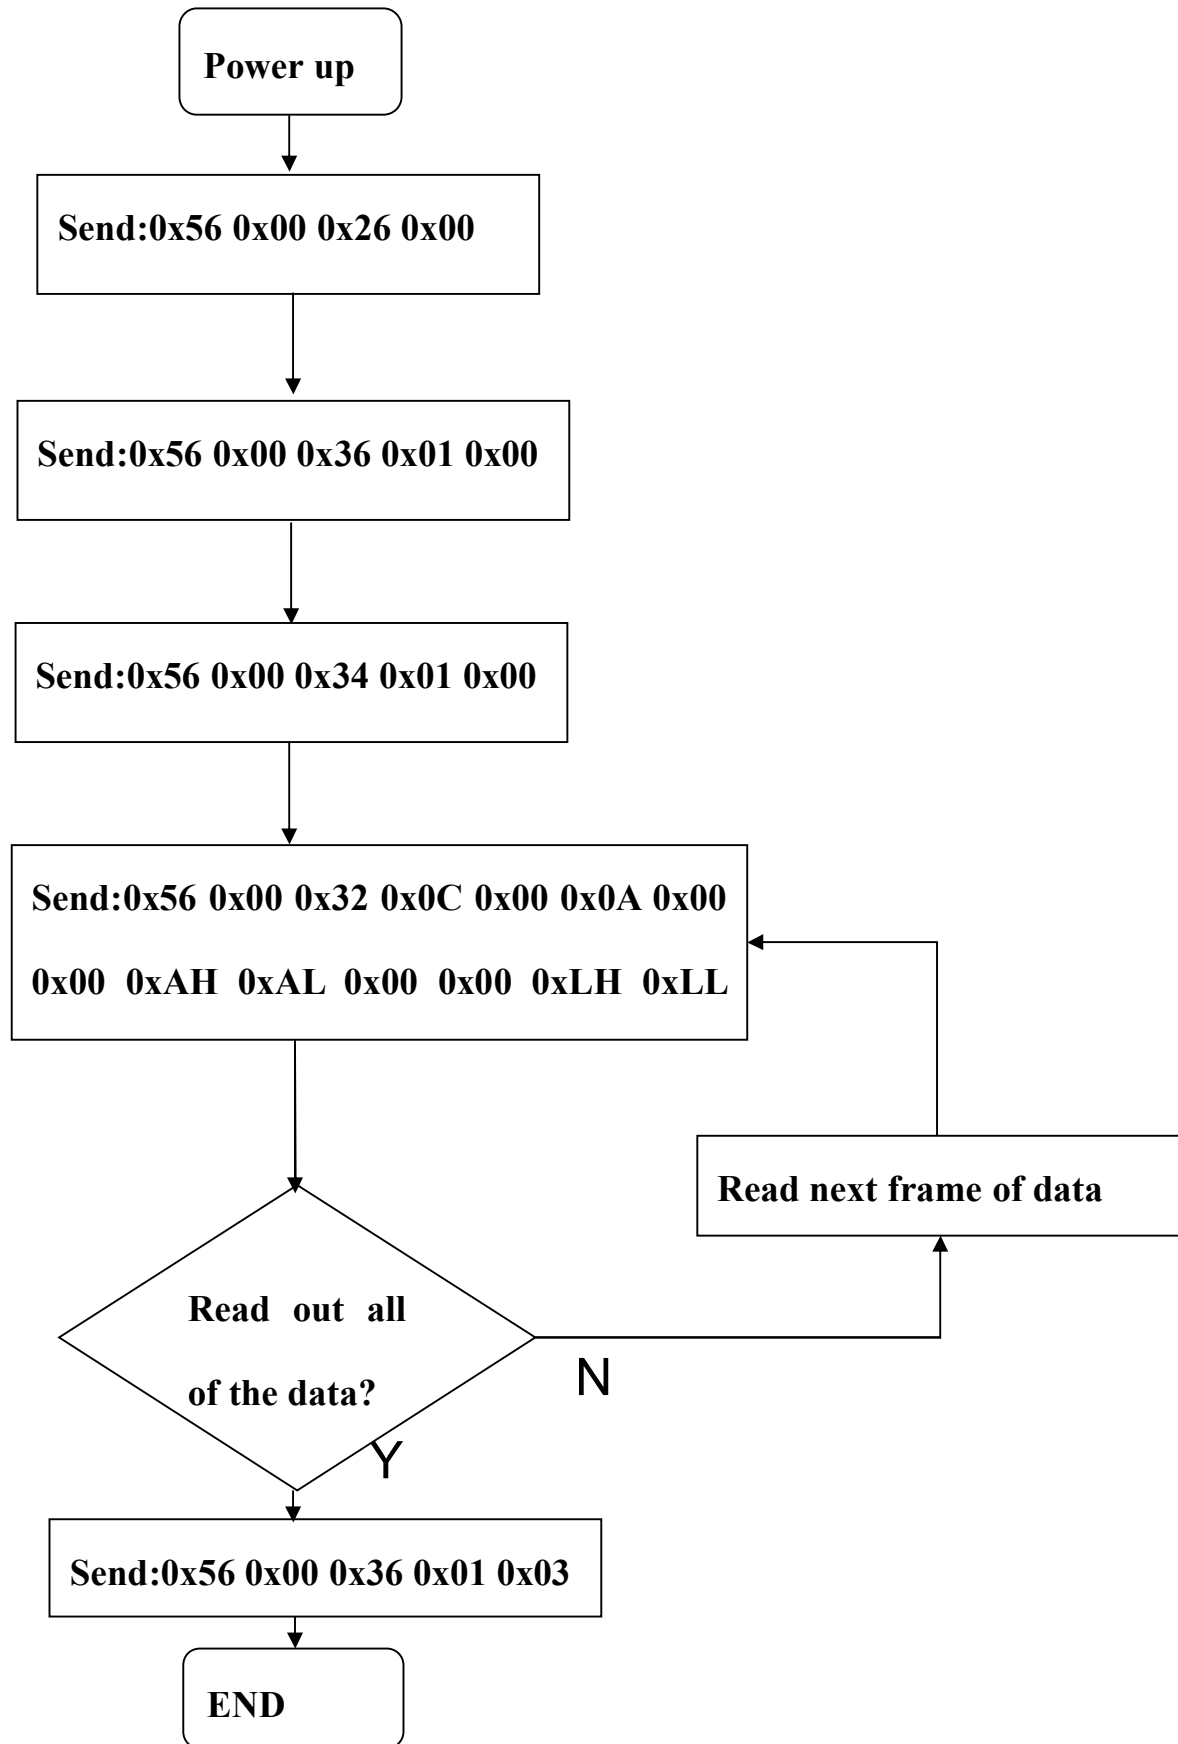 Power up
Send:0x56 0x00 0x26 0x00
Send:0x56 0x00 0x36 0x01 0x00
Send:0x56 0x00 0x34 0x01 0x00
Send:0x56 0x00 0x32 0x0C 0x00 0x0A 0x00
0x00 0xAH 0xAL 0x00 0x00 0xLH 0xLL
Read next frame of data
Read out all
of the data?
N
Y
Send:0x56 0x00 0x36 0x01 0x03
END